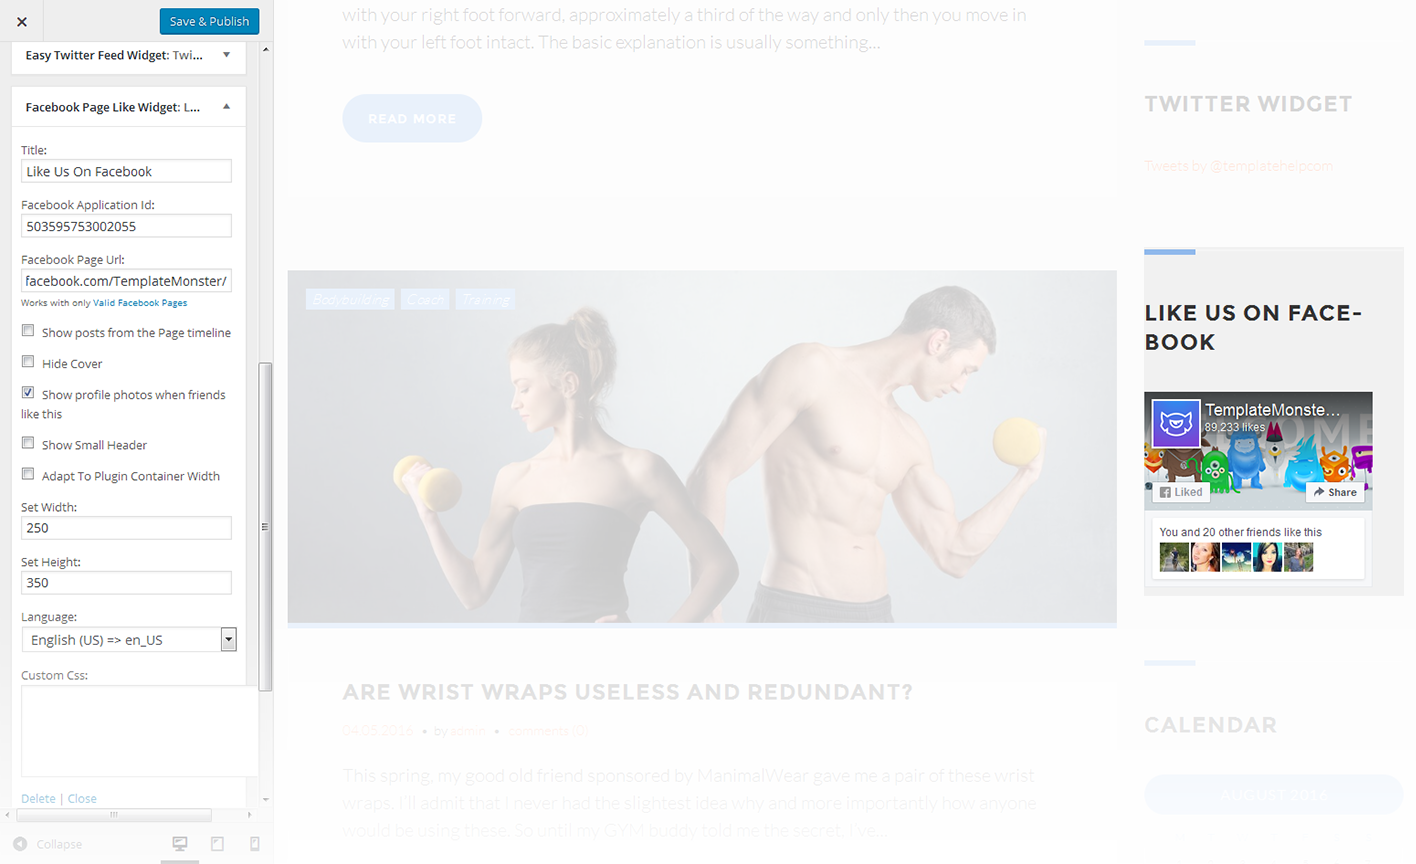 Save & Publish
Easy Twitter Feed Widget: Twi...
Facebook Page Like Widget: L...
Title:
Like Us On Facebook
Facebook Application Id:
503595753002055
Facebook Page Url:
facebook.com/TemplateMonster/
Works with only Valid Facebook Pages
Show posts from the Page timeline
Hide Cover
Show profile photos when friends
like this
Show Small Header
Adapt To Plugin Container Width
Set Width:
250
Set Height:
350
Language:
English (US) => en_US
Custom Css:
Delete | Close
Collapse
with your right foot forward, approximately a third of the way and only then you move in
with your left foot intact. The basic explanation is usually something...
READ MORE
Bodybuilding Coach Training
ARE WRIST WRAPS USELESS AND REDUNDANT?
04.05.2016 • by admin • comments (0)
This spring, my good old friend sponsored by ManimalWear gave me a pair of these wrist
wraps. I'll admit that I never had the slightest idea why and more importantly how anyone
would be using these. So until my GYM buddy told me the secret, I've...
TWITTER WIDGET
Tweets by @templatehelpcom
LIKE US ON FACE-
BOOK
TemplateMonster...
89,233 likes
Liked
Share
You and 20 other friends like this
CALENDAR
AUGUST 2016